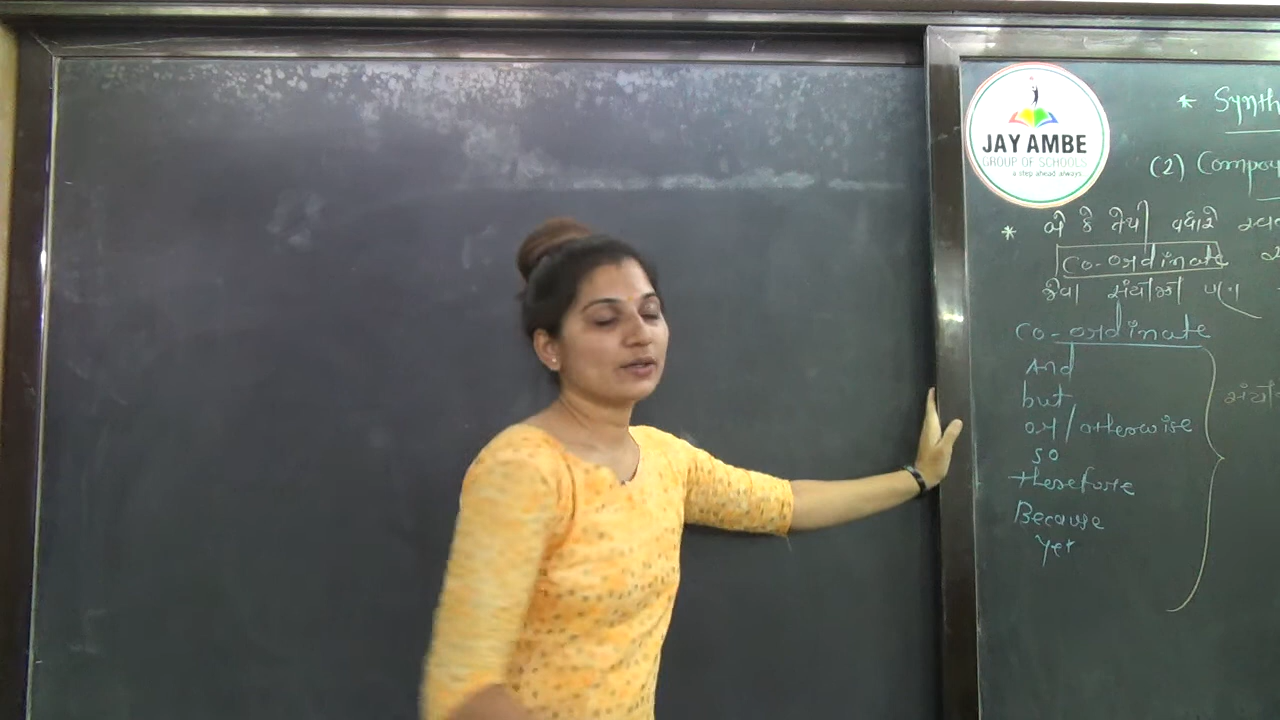 JAY AMBE
GROUP OF SCHOOLS
a step ahead always
* Synth
(2) Compou
* બે કે તેથી વધારે સ્વ
Co-ordinate
જેવા સંયોજકો
Co-ordinate
And
but
or/otherwise
so
therefore
Because
Yet
સંયો